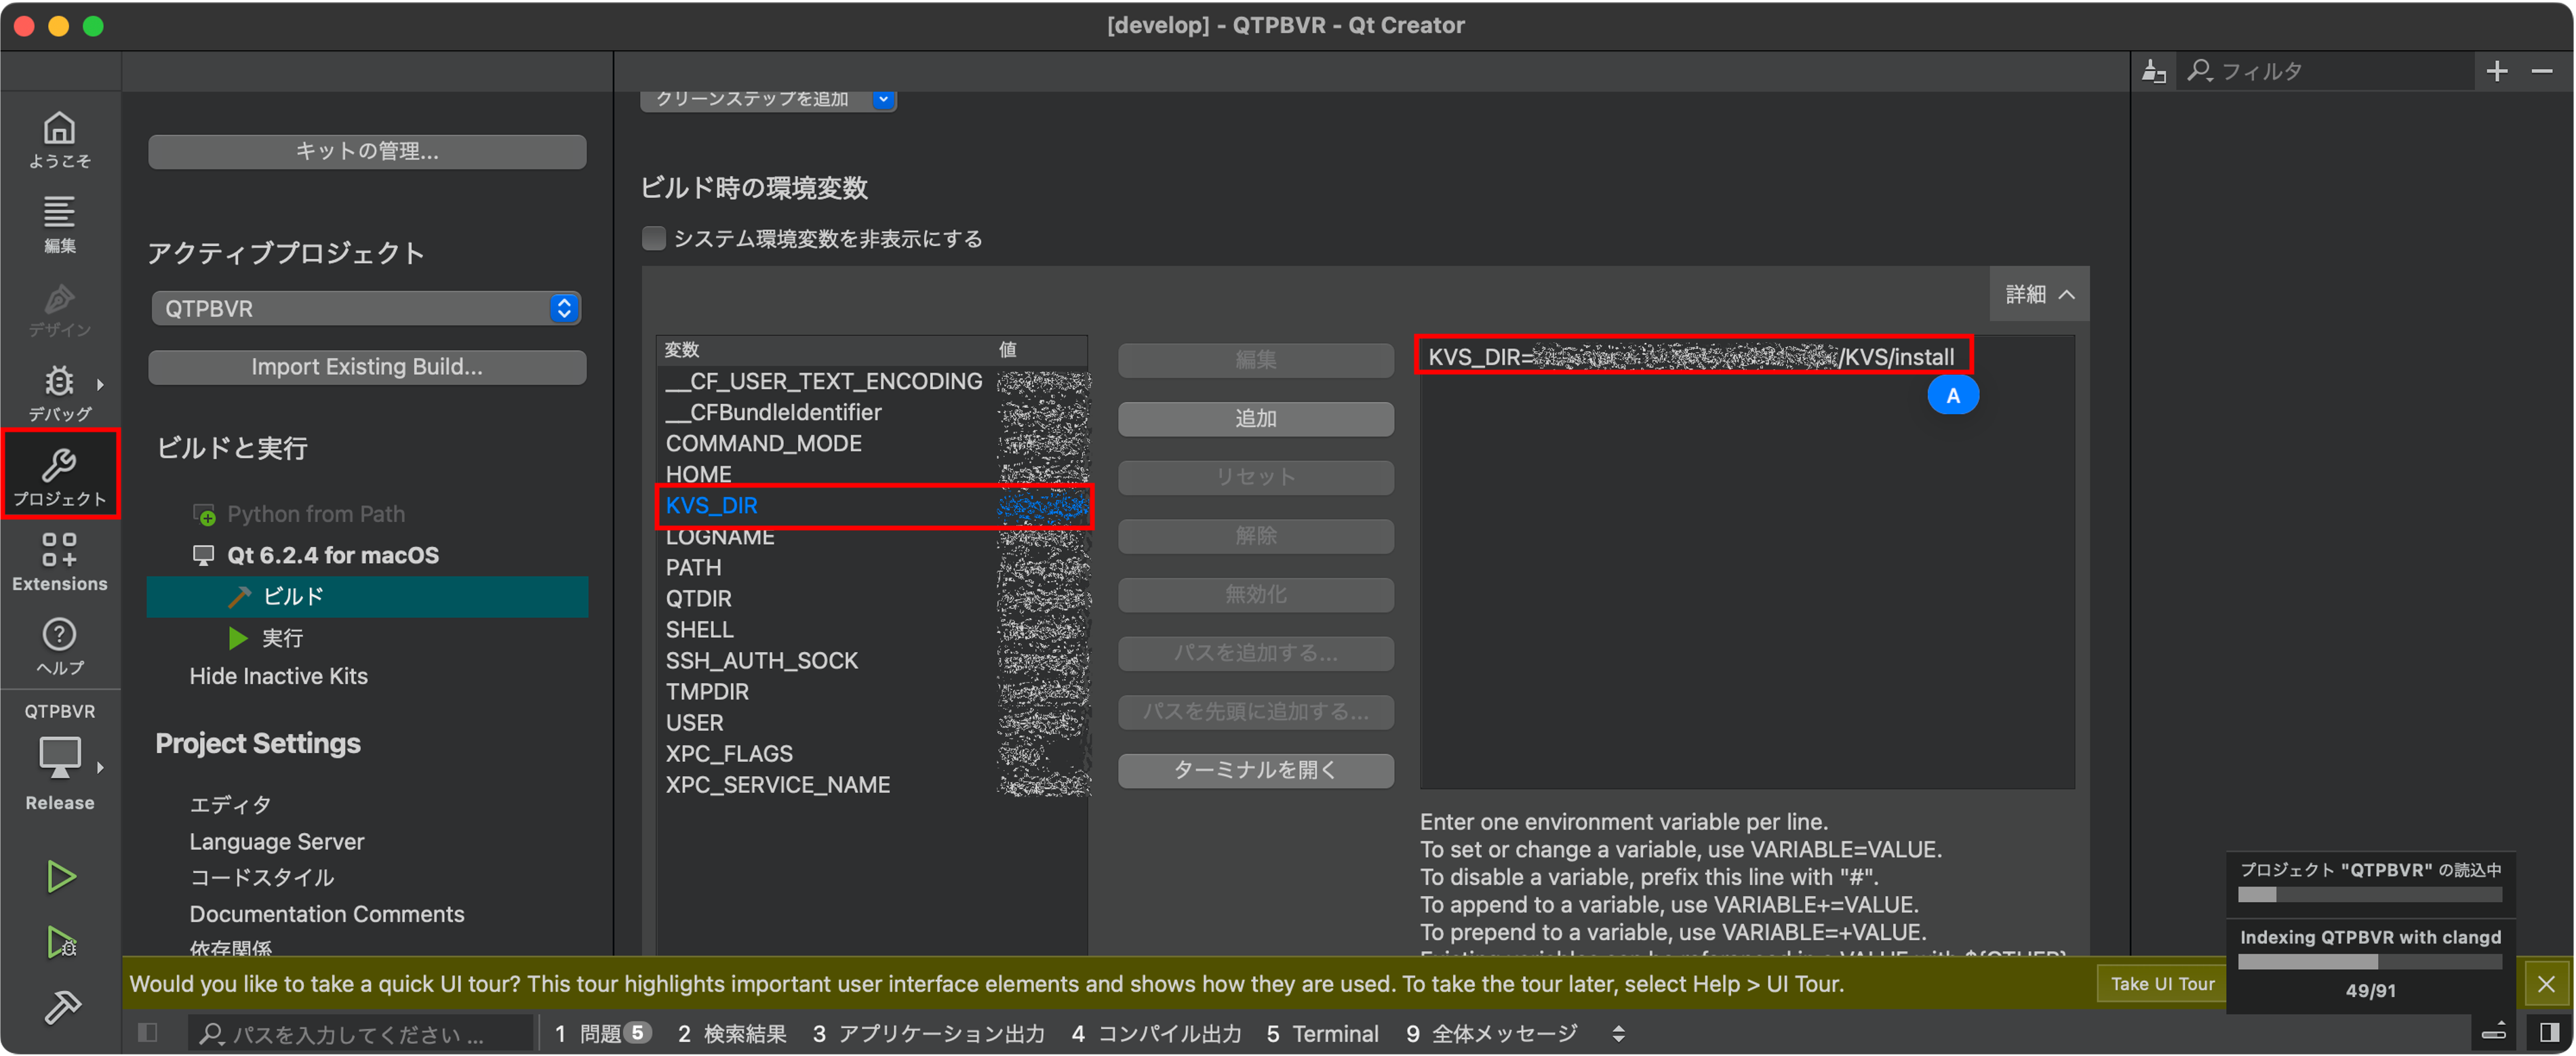 [develop] - QTPBVR - Qt Creator
フィルタ
ようこそ
編集
デザイン
デバッグ
プロジェクト
Extensions
ヘルプ
QTPBVR
Release
キットの管理...
アクティブプロジェクト
QTPBVR
Import Existing Build...
ビルドと実行
Python from Path
Qt 6.2.4 for macOS
ビルド
実行
Hide Inactive Kits
Project Settings
エディタ
Language Server
コードスタイル
Documentation Comments
依存関係
クリーンステップを追加
ビルド時の環境変数
システム環境変数を非表示にする
詳細
変数 値
__CF_USER_TEXT_ENCODING
__CFBundleIdentifier
COMMAND_MODE
HOME
KVS_DIR
LOGNAME
PATH
QTDIR
SHELL
SSH_AUTH_SOCK
TMPDIR
USER
XPC_FLAGS
XPC_SERVICE_NAME
編集
追加
リセット
解除
無効化
パスを追加する...
パスを先頭に追加する...
ターミナルを開く
KVS_DIR= /KVS/install
A
Enter one environment variable per line.
To set or change a variable, use VARIABLE=VALUE.
To disable a variable, prefix this line with "#".
To append to a variable, use VARIABLE+=VALUE.
To prepend to a variable, use VARIABLE=+VALUE.
Existing variables can be referenced in a VALUE with ${OTHER}.
プロジェクト "QTPBVR" の読込中
Indexing QTPBVR with clangd
49/91
Would you like to take a quick UI tour? This tour highlights important user interface elements and shows how they are used. To take the tour later, select Help > UI Tour.
Take UI Tour
パスを入力してください ...
1 問題 5 2 検索結果 3 アプリケーション出力 4 コンパイル出力 5 Terminal 9 全体メッセージ